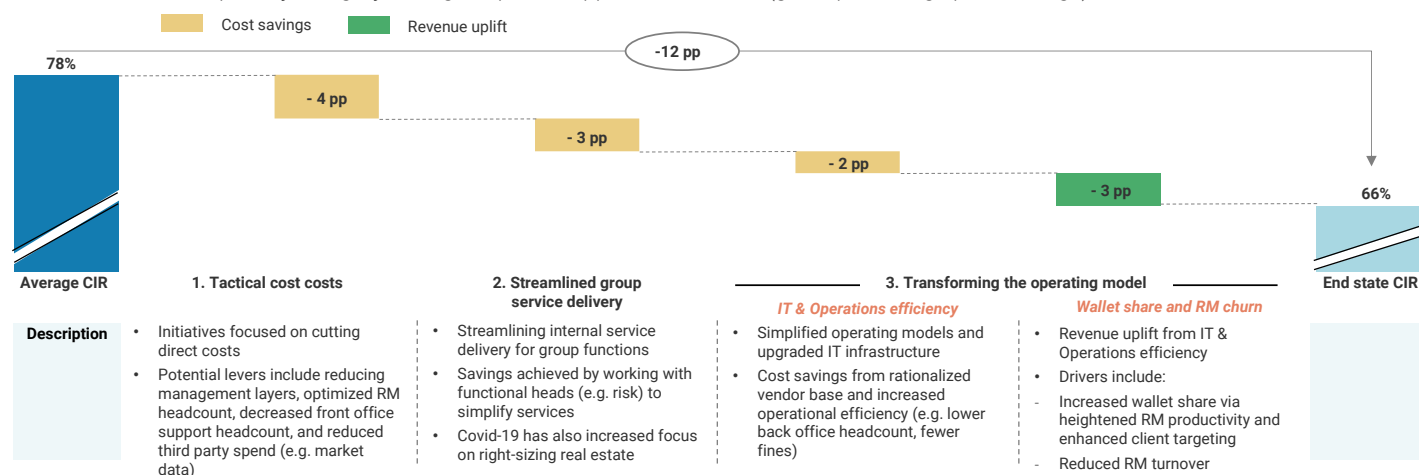 Cost savings
Revenue uplift
-12 pp
78%
- 4 pp
- 3 pp
- 2 pp
- 3 pp
66%
Average CIR
1. Tactical cost costs
2. Streamlined group
service delivery
3. Transforming the operating model
End state CIR
IT & Operations efficiency
Wallet share and RM churn
Description
• Initiatives focused on cutting
direct costs
• Potential levers include reducing
management layers, optimized RM
headcount, decreased front office
support headcount, and reduced
third party spend (e.g. market
data)
• Streamlining internal service
delivery for group functions
• Savings achieved by working with
functional heads (e.g. risk) to
simplify services
• Covid-19 has also increased focus
on right-sizing real estate
• Simplified operating models and
upgraded IT infrastructure
• Cost savings from rationalized
vendor base and increased
operational efficiency (e.g. lower
back office headcount, fewer
fines)
• Revenue uplift from IT &
Operations efficiency
• Drivers include:
- Increased wallet share via
heightened RM productivity and
enhanced client targeting
- Reduced RM turnover